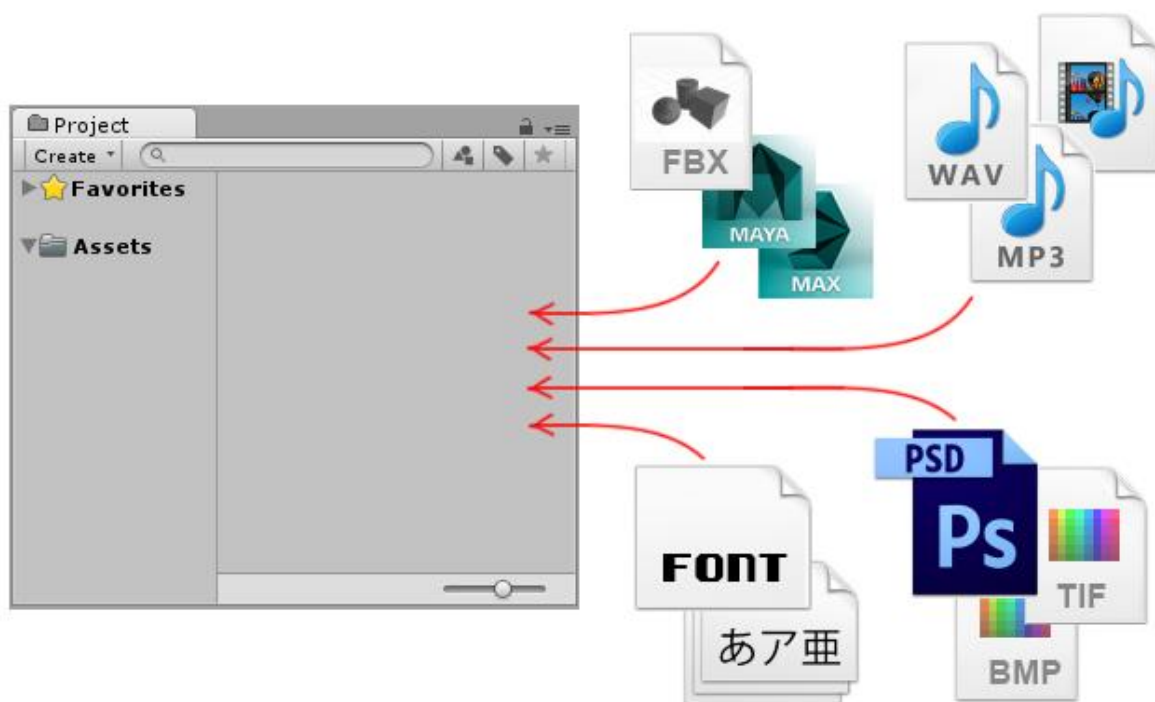 Project
Create
Favorites
Assets
FBX
MAYA
MAX
WAV
MP3
FONT
あア亜
PSD
Ps
TIF
BMP